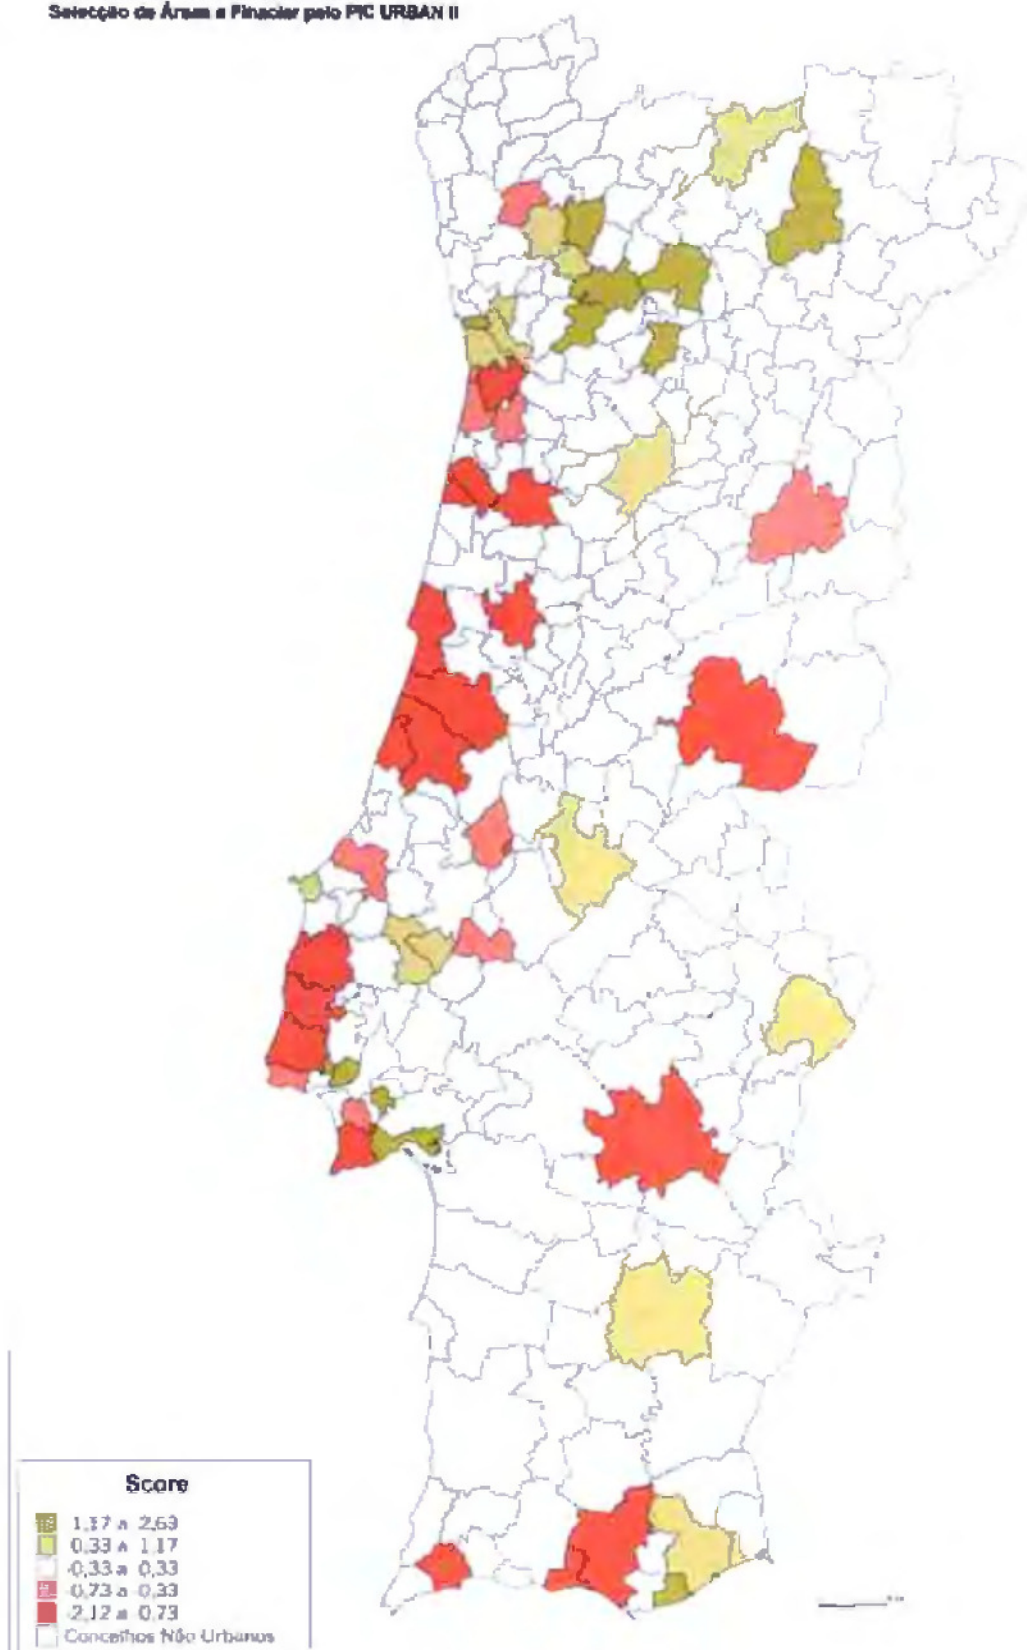 Selecção de Áreas a Finaciar pelo PIC URBAN II
Score
1,17 a 2,63
0,33 a 1,17
-0,33 a 0,33
-0,73 a -0,33
-2,12 a -0,73
Concelhos Não Urbanos